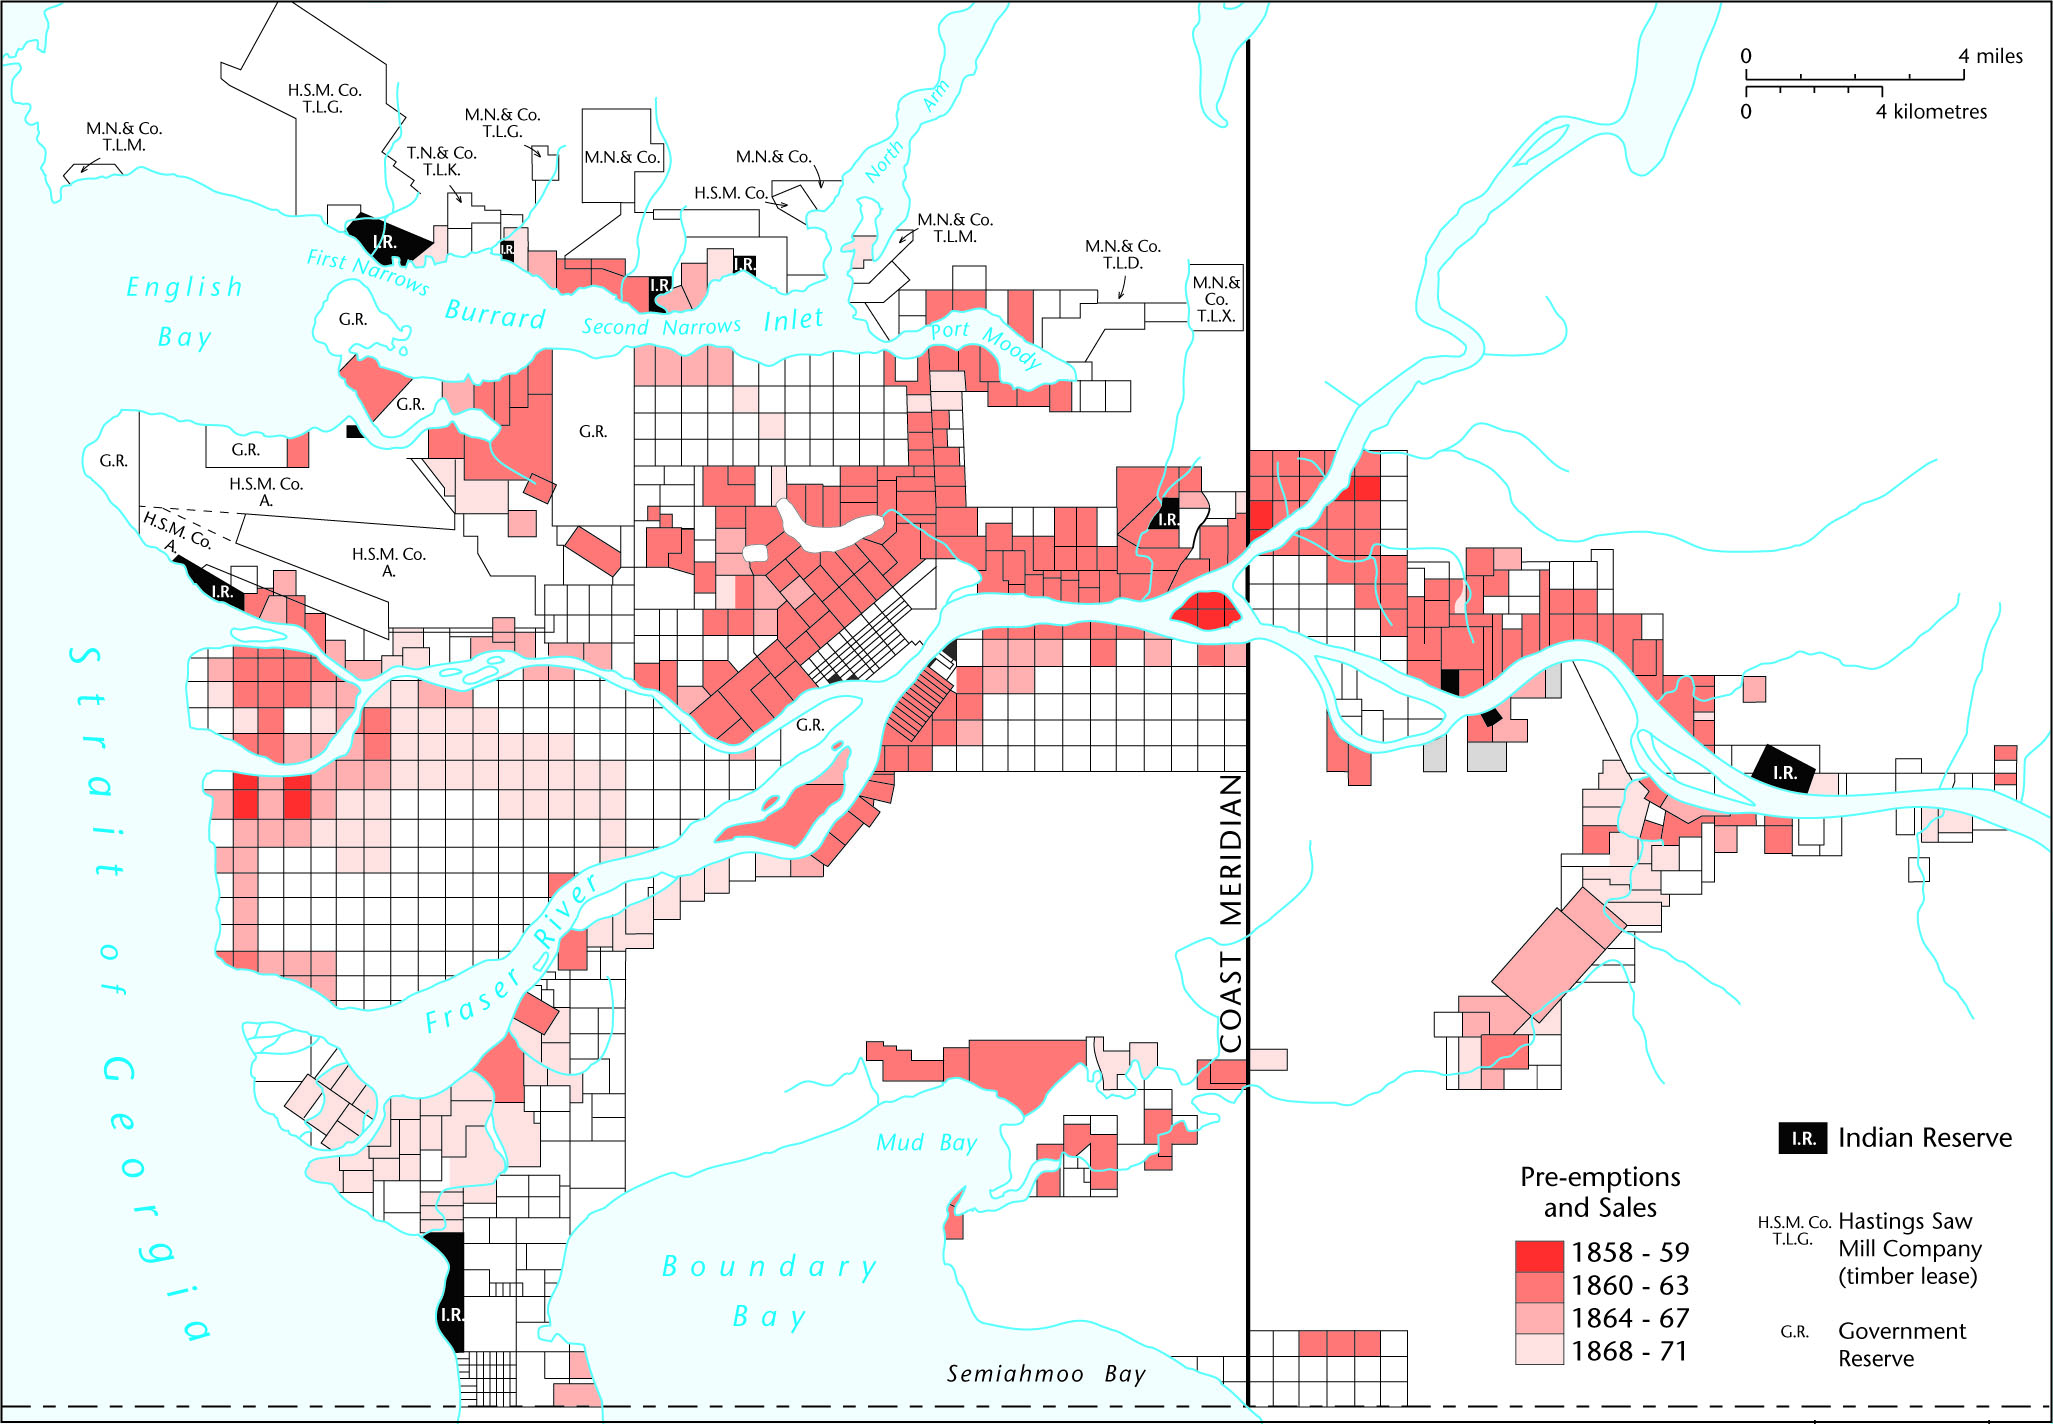 0 4 miles
0 4 kilometres
H.S.M. Co.
T.L.G.
M.N.& Co.
T.L.M.
M.N.& Co.
T.L.G.
T.N.& Co.
T.L.K.
M.N.& Co.
M.N.& Co.
H.S.M. Co.
North Arm
M.N.& Co.
T.L.M.
M.N.& Co.
T.L.D.
M.N.&
Co.
T.L.X.
I.R.
I.R.
I.R.
I.R.
First Narrows
English
Bay
Burrard Inlet
Second Narrows
Port Moody
G.R.
G.R.
G.R.
G.R.
G.R.
H.S.M. Co.
A.
H.S.M. Co.
A.
H.S.M. Co.
A.
I.R.
I.R.
G.R.
I.R.
Strait of Georgia
Fraser River
COAST MERIDIAN
Mud Bay
Boundary
Bay
I.R.
Semiahmoo Bay
I.R. Indian Reserve
Pre-emptions
and Sales
1858 - 59
1860 - 63
1864 - 67
1868 - 71
H.S.M. Co.
T.L.G.
Hastings Saw
Mill Company
(timber lease)
G.R. Government
Reserve